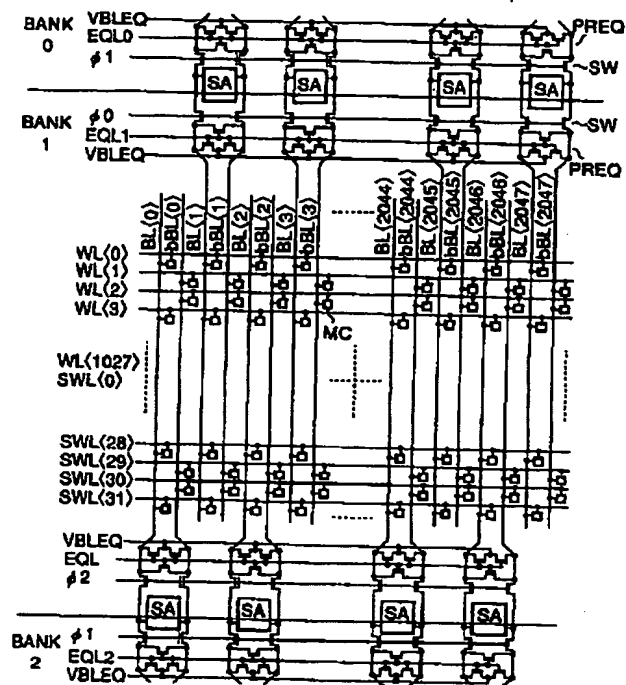 BANK 0
VBLEQ
EQL0
ϕ1
PREQ
SW
SA SA SA SA
BANK 1
ϕ0
EQL1
VBLEQ
SW
PREQ
BL⟨0⟩ bBL⟨0⟩ BL⟨1⟩ bBL⟨1⟩ BL⟨2⟩ bBL⟨2⟩ BL⟨3⟩ bBL⟨3⟩ BL⟨2044⟩ bBL⟨2044⟩ BL⟨2045⟩ bBL⟨2045⟩ BL⟨2046⟩ bBL⟨2046⟩ BL⟨2047⟩ bBL⟨2047⟩
WL⟨0⟩
WL⟨1⟩
WL⟨2⟩
WL⟨3⟩
MC
WL⟨1027⟩
SWL⟨0⟩
SWL⟨28⟩
SWL⟨29⟩
SWL⟨30⟩
SWL⟨31⟩
VBLEQ
EQL
ϕ2
SA SA SA SA
BANK 2
ϕ1
EQL2
VBLEQ